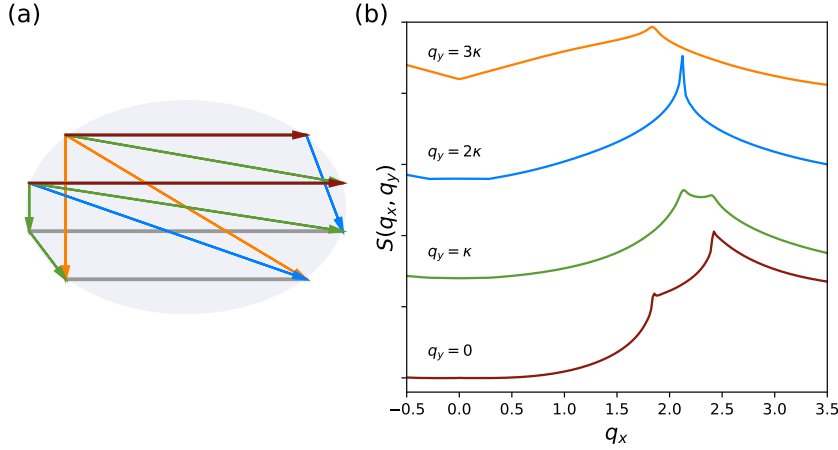 (a)
(b)
q_y = 3κ
q_y = 2κ
q_y = κ
q_y = 0
S(q_x, q_y)
−0.5 0.0 0.5 1.0 1.5 2.0 2.5 3.0 3.5
q_x